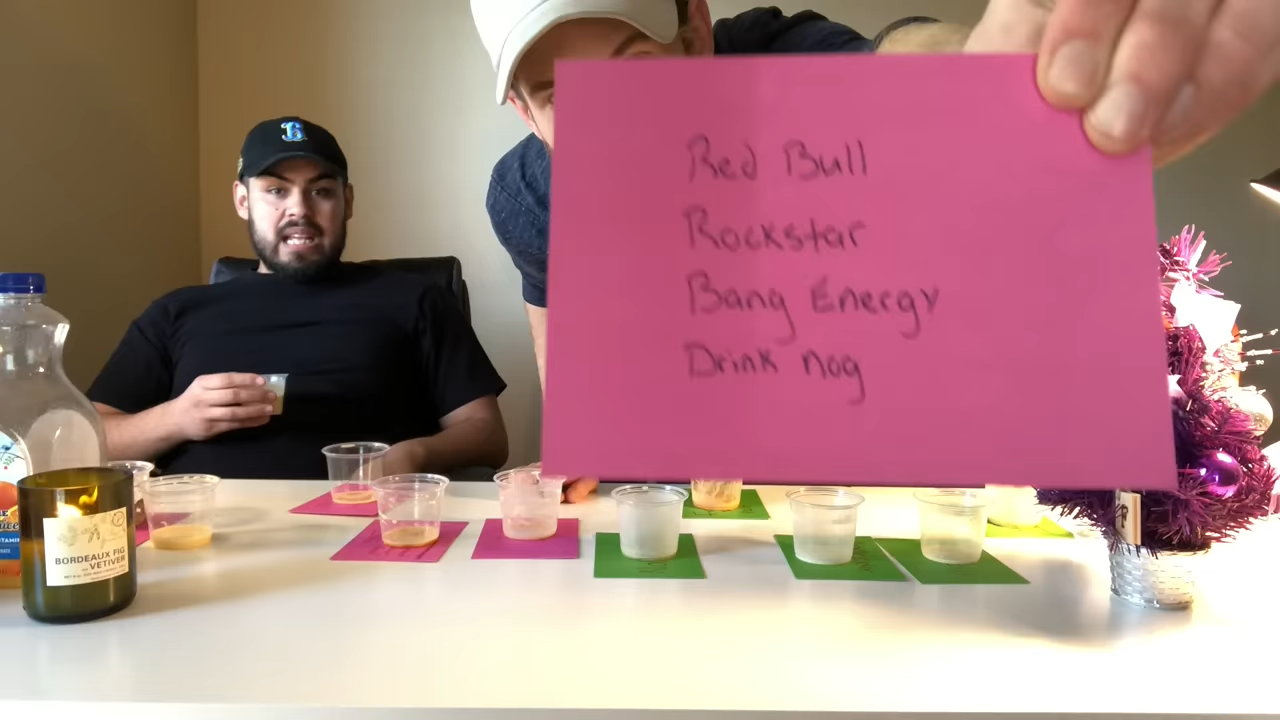 Red Bull
Rockstar
Bang Energy
Drink nog
BORDEAUX FIG
VETIVER